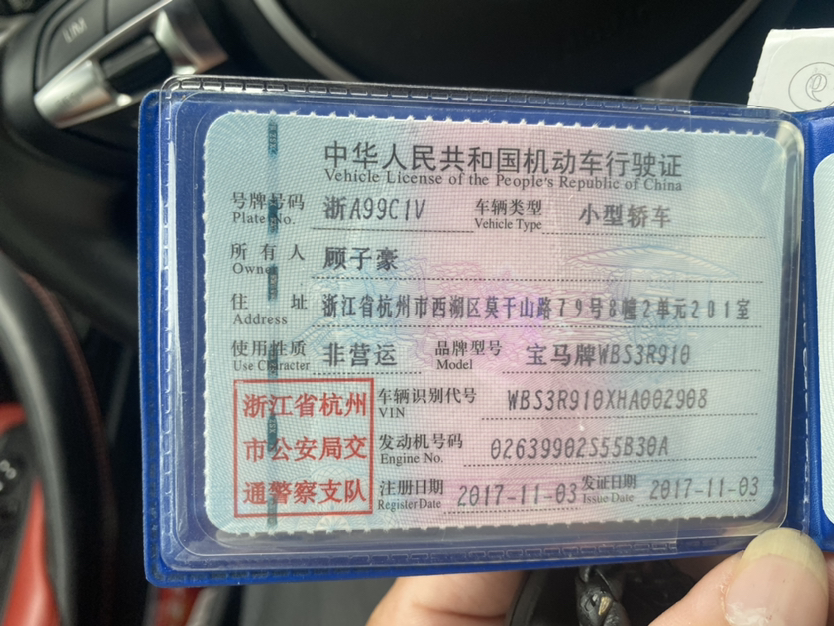 中华人民共和国机动车行驶证
Vehicle License of the People's Republic of China
号牌号码 浙A99C1V 车辆类型 小型轿车
Plate No. Vehicle Type
所有人 顾子豪
Owner
住址 浙江省杭州市西湖区莫干山路79号8幢2单元201室
Address
使用性质 非营运 品牌型号 宝马牌WBS3R910
Use Character Model
浙江省杭州
市公安局交
通警察支队
车辆识别代号 WBS3R910XHA002908
VIN
发动机号码 02639902S55B30A
Engine No.
注册日期 2017-11-03 发证日期 2017-11-03
Register Date Issue Date